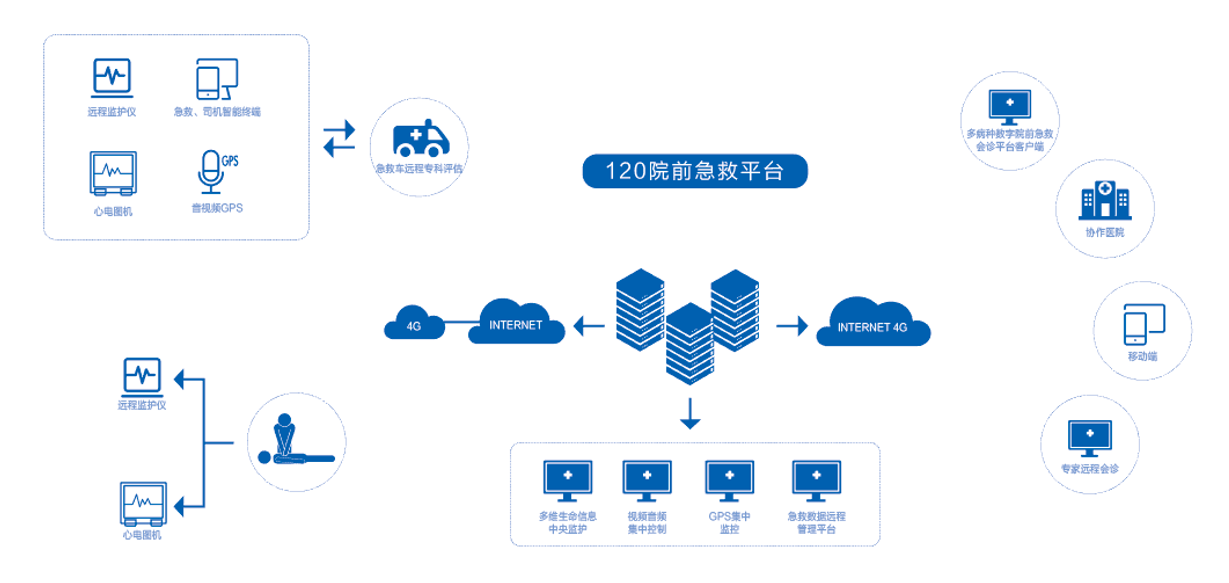 远程监护仪
急救、司机智能终端
心电图机
GPS
音视频GPS
急救车远程专科评估
120院前急救平台
多病种数字院前急救
会诊平台客户端
协作医院
移动端
专家远程会诊
4G
INTERNET
INTERNET 4G
远程监护仪
心电图机
多维生命信息
中央监护
视频音频
集中控制
GPS集中
监控
急救数据远程
管理平台